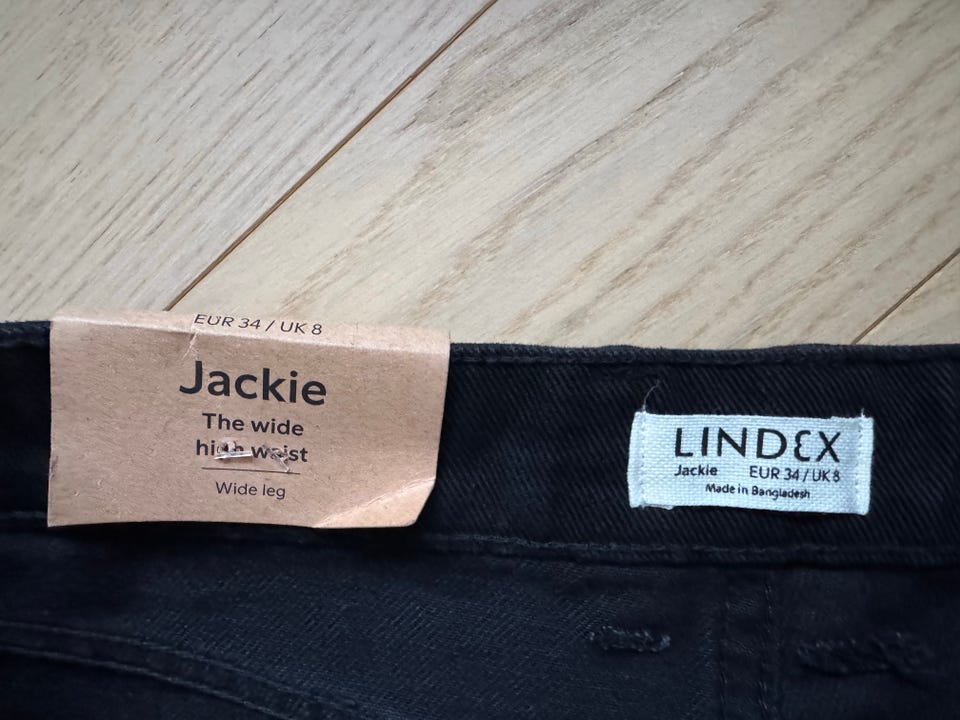 EUR 34 / UK 8
Jackie
The wide
high waist
Wide leg
LINDEX
Jackie EUR 34 / UK 8
Made in Bangladesh